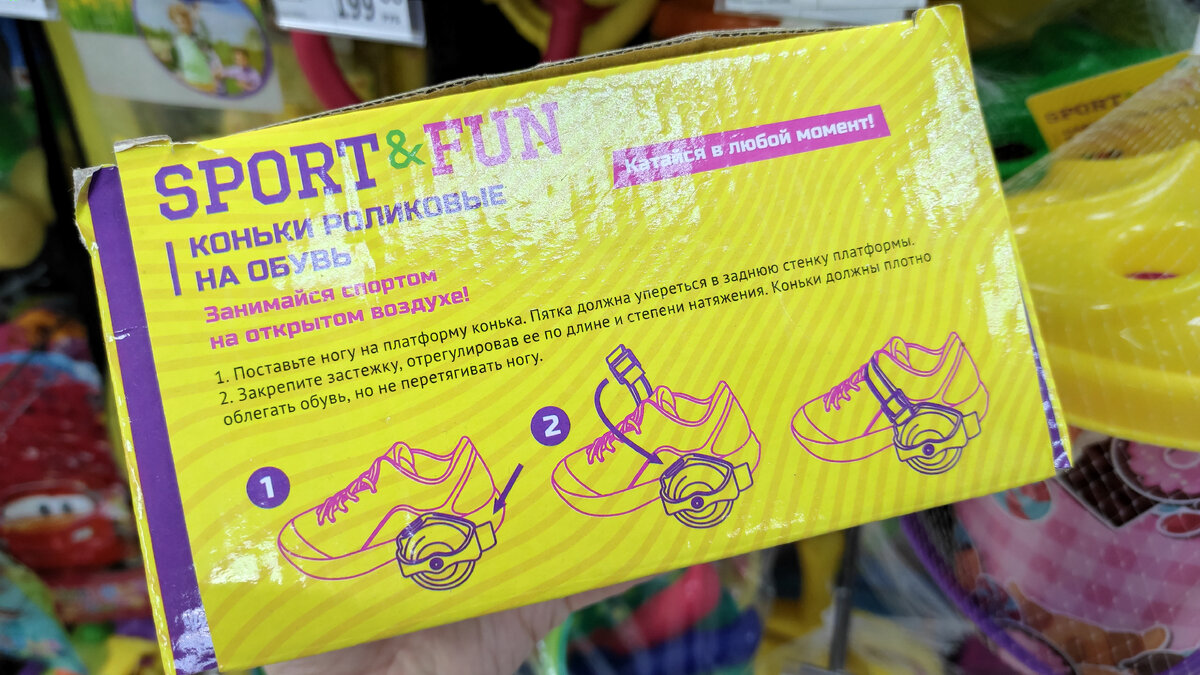 199
SPORT & FUN
КОНЬКИ РОЛИКОВЫЕ
НА ОБУВЬ
Катайся в любой момент!
Занимайся спортом
на открытом воздухе!
1. Поставьте ногу на платформу конька. Пятка должна упереться в заднюю стенку платформы.
2. Закрепите застежку, отрегулировав ее по длине и степени натяжения. Коньки должны плотно
облегать обувь, но не перетягивать ногу.
1
2
SPORT